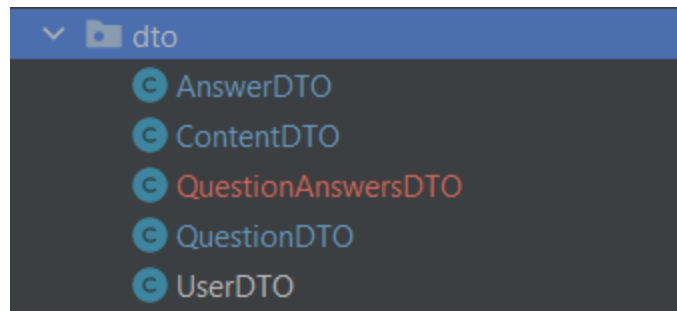 dto
AnswerDTO
ContentDTO
QuestionAnswersDTO
QuestionDTO
UserDTO